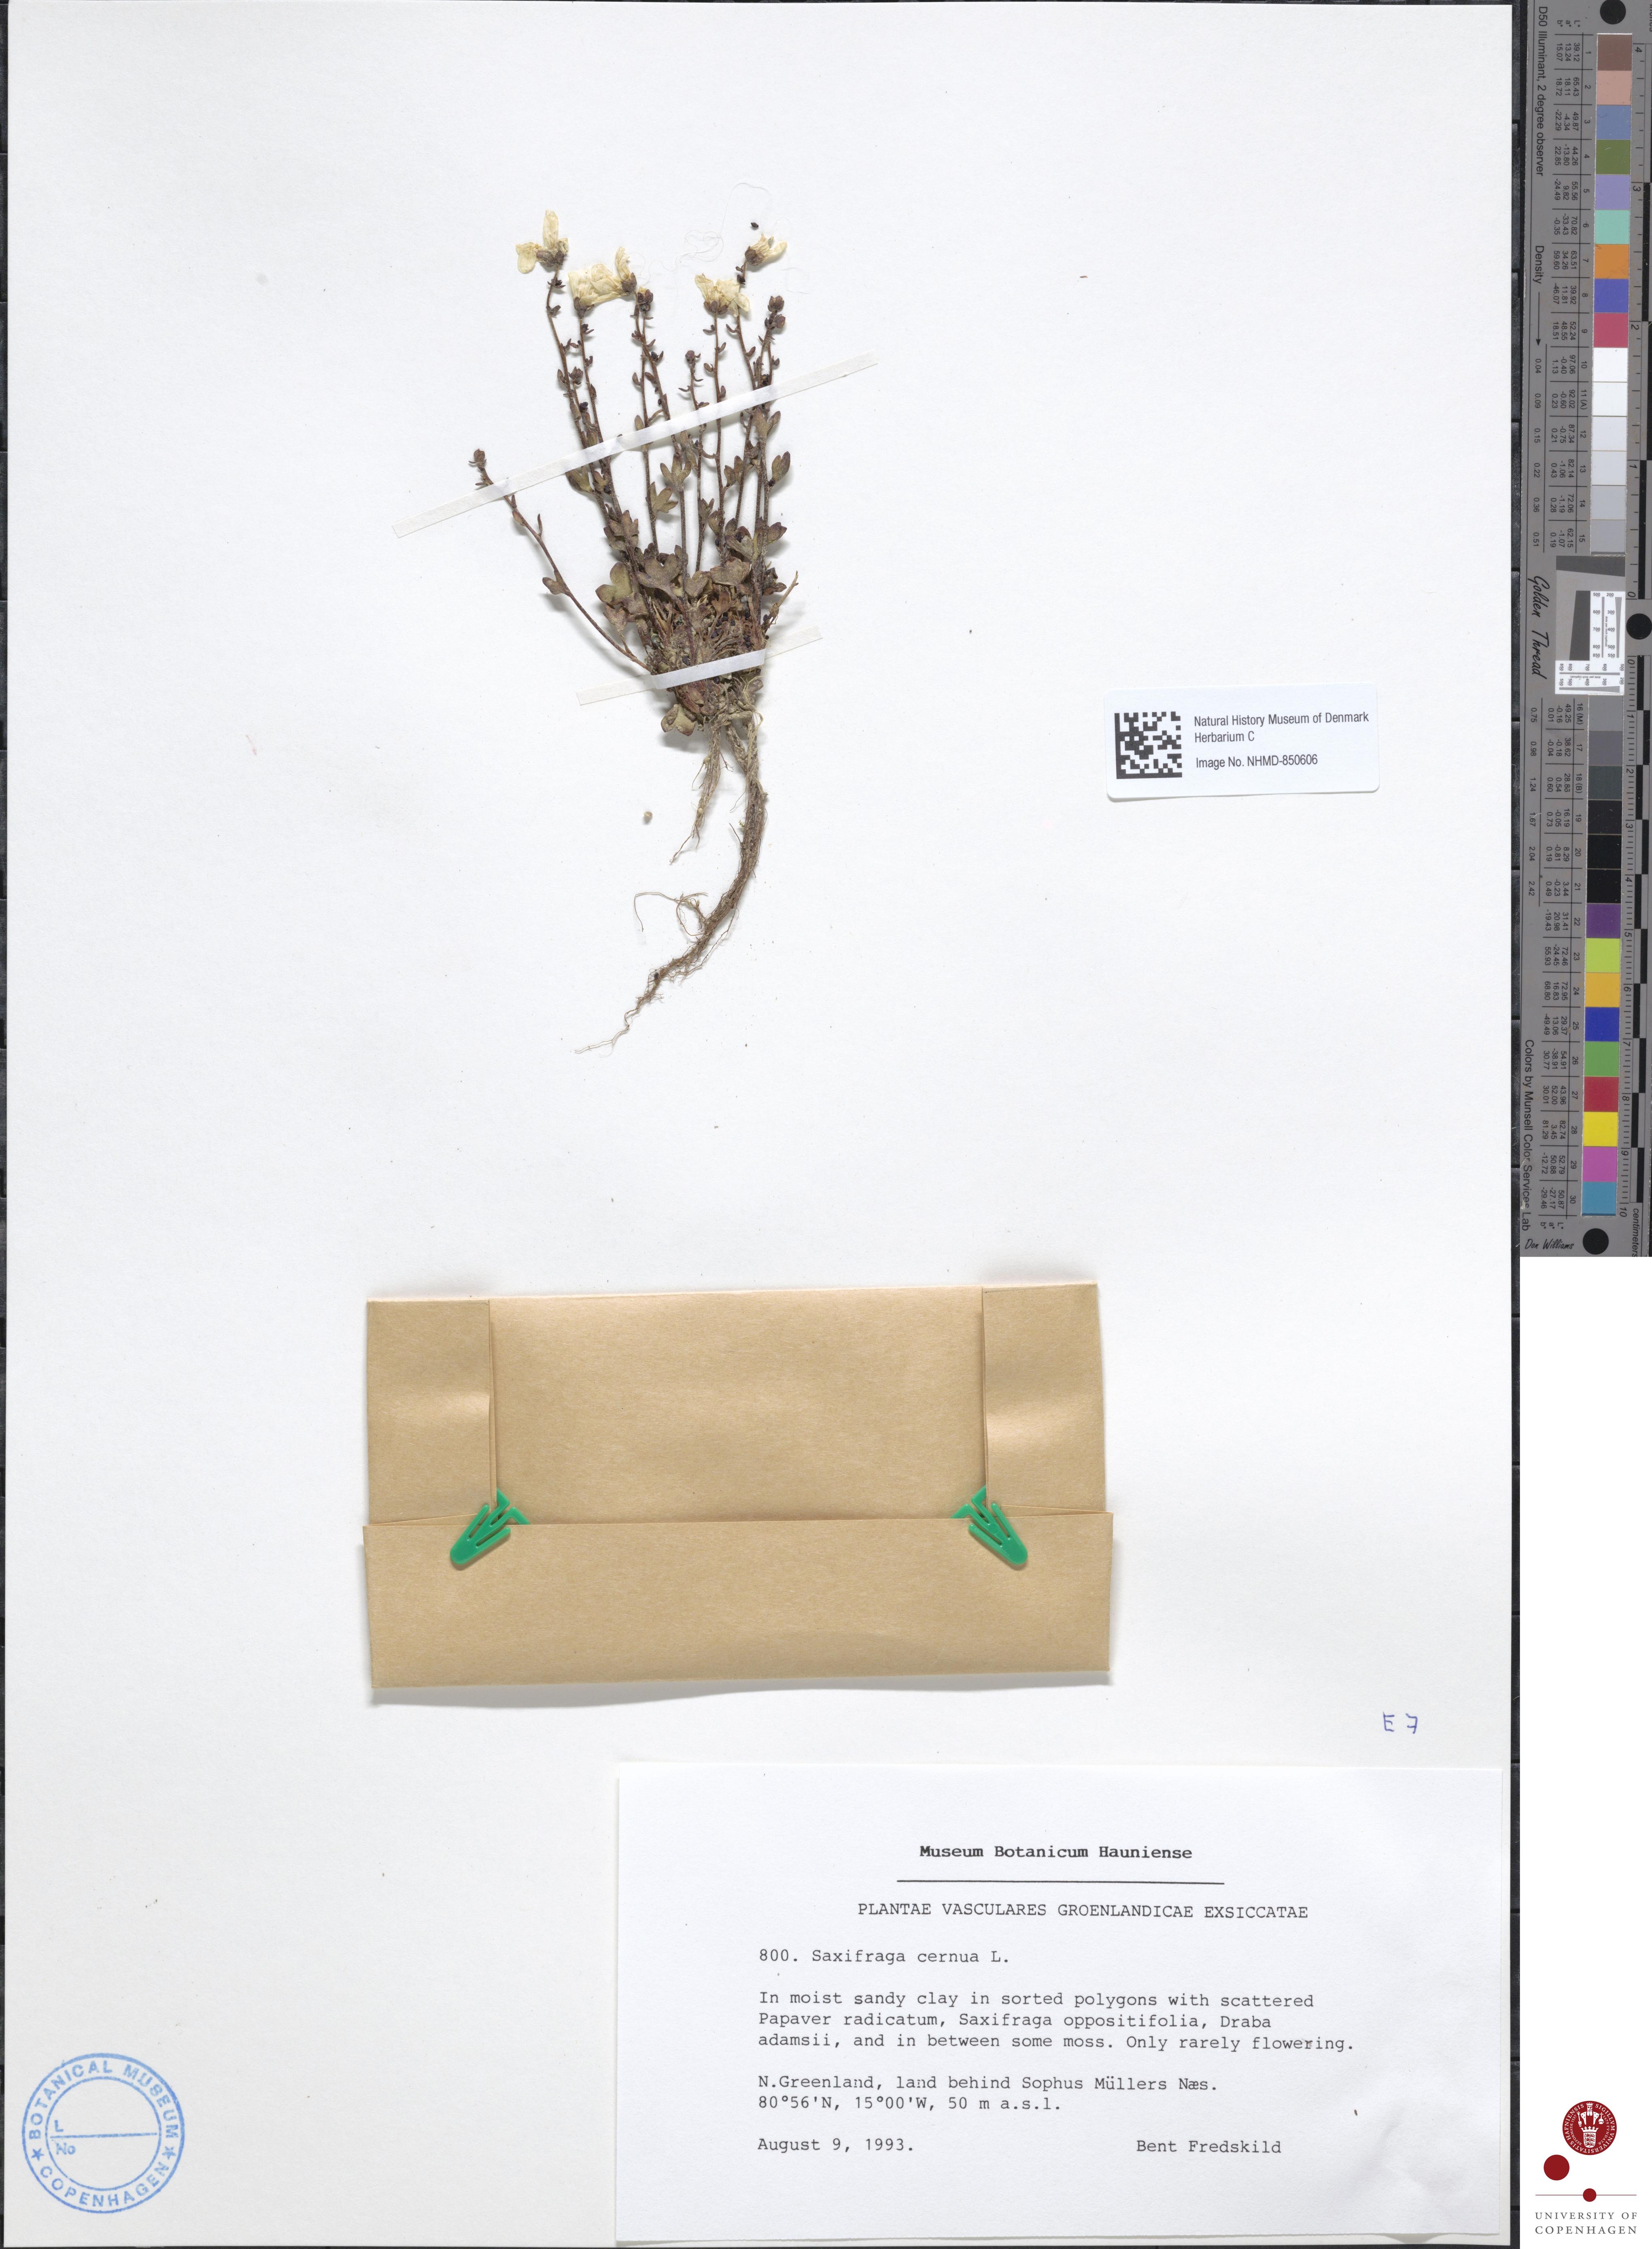 Natural History Museum of Denmark
Herbarium C
Image No. NHMD-850606
E 7
Museum Botanicum Hauniense
PLANTAE VASCULARES GROENLANDICAE EXSICCATAE
800. Saxifraga cernua L.
In moist sandy clay in sorted polygons with scattered
Papaver radicatum, Saxifraga oppositifolia, Draba
adamsii, and in between some moss. Only rarely flowering.
N.Greenland, land behind Sophus Müllers Næs.
80°56'N, 15°00'W, 50 m a.s.l.
August 9, 1993. Bent Fredskild
BOTANICAL MUSEUM
L
No
COPENHAGEN
D50 Illuminant, 2 degree observer
Density
Golden Thread
Colors by Munsell Color Services Lab
Don Williams
centimeters
UNIVERSITY OF
COPENHAGEN